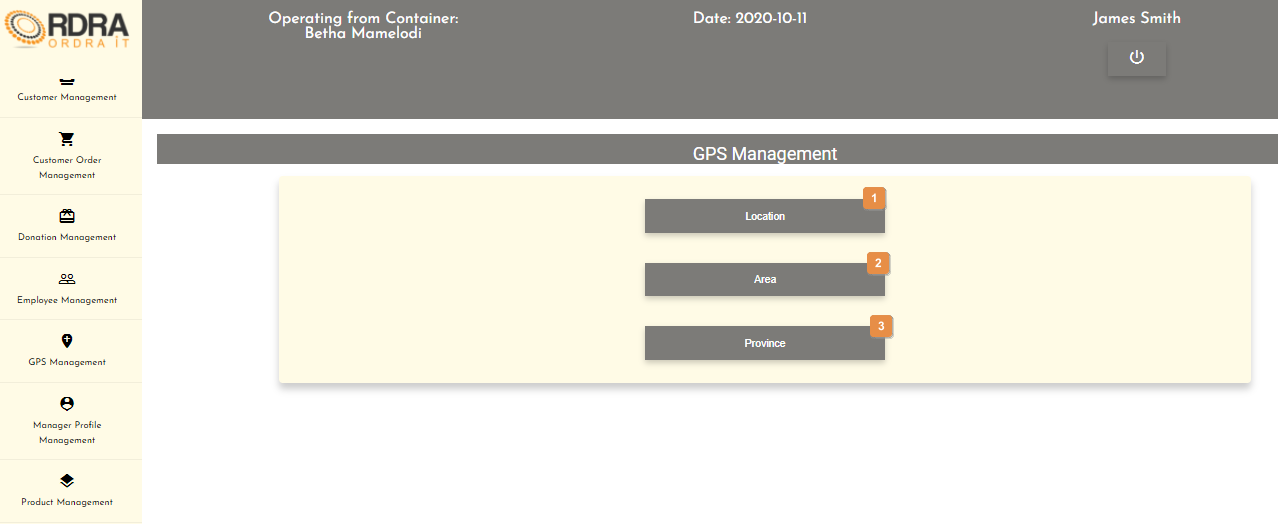 RDRA
ORDRA IT
Operating from Container:
Betha Mamelodi
Date: 2020-10-11
James Smith
Customer Management
Customer Order
Management
Donation Management
Employee Management
GPS Management
Manager Profile
Management
Product Management
GPS Management
1
Location
2
Area
3
Province